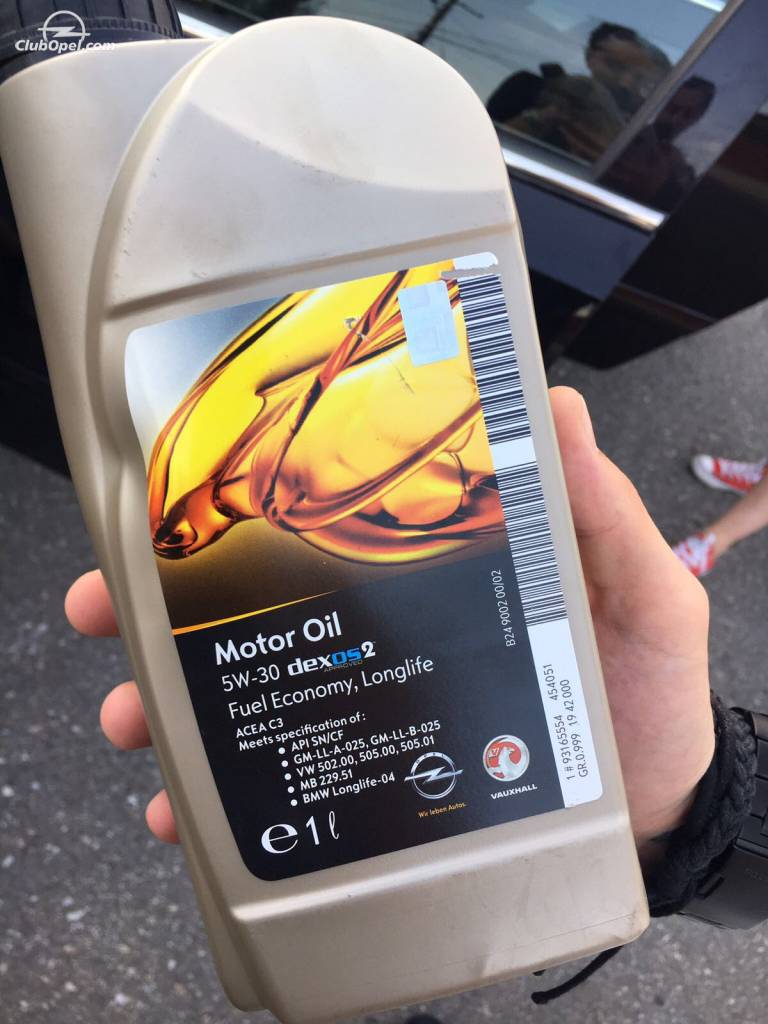 ClubOpel.com
Motor Oil
5W-30 dexos2
APPROVED
Fuel Economy, Longlife
ACEA C3
Meets specification of:
• API SN/CF
• GM-LL-A-025, GM-LL-B-025
• VW 502.00, 505.00, 505.01
• MB 229.51
• BMW Longlife-04
e 1 ℓ
Wir leben Autos.
VAUXHALL
B24 9002 00/02
1 # 93165554 454051
GR.0.999 19 42 000